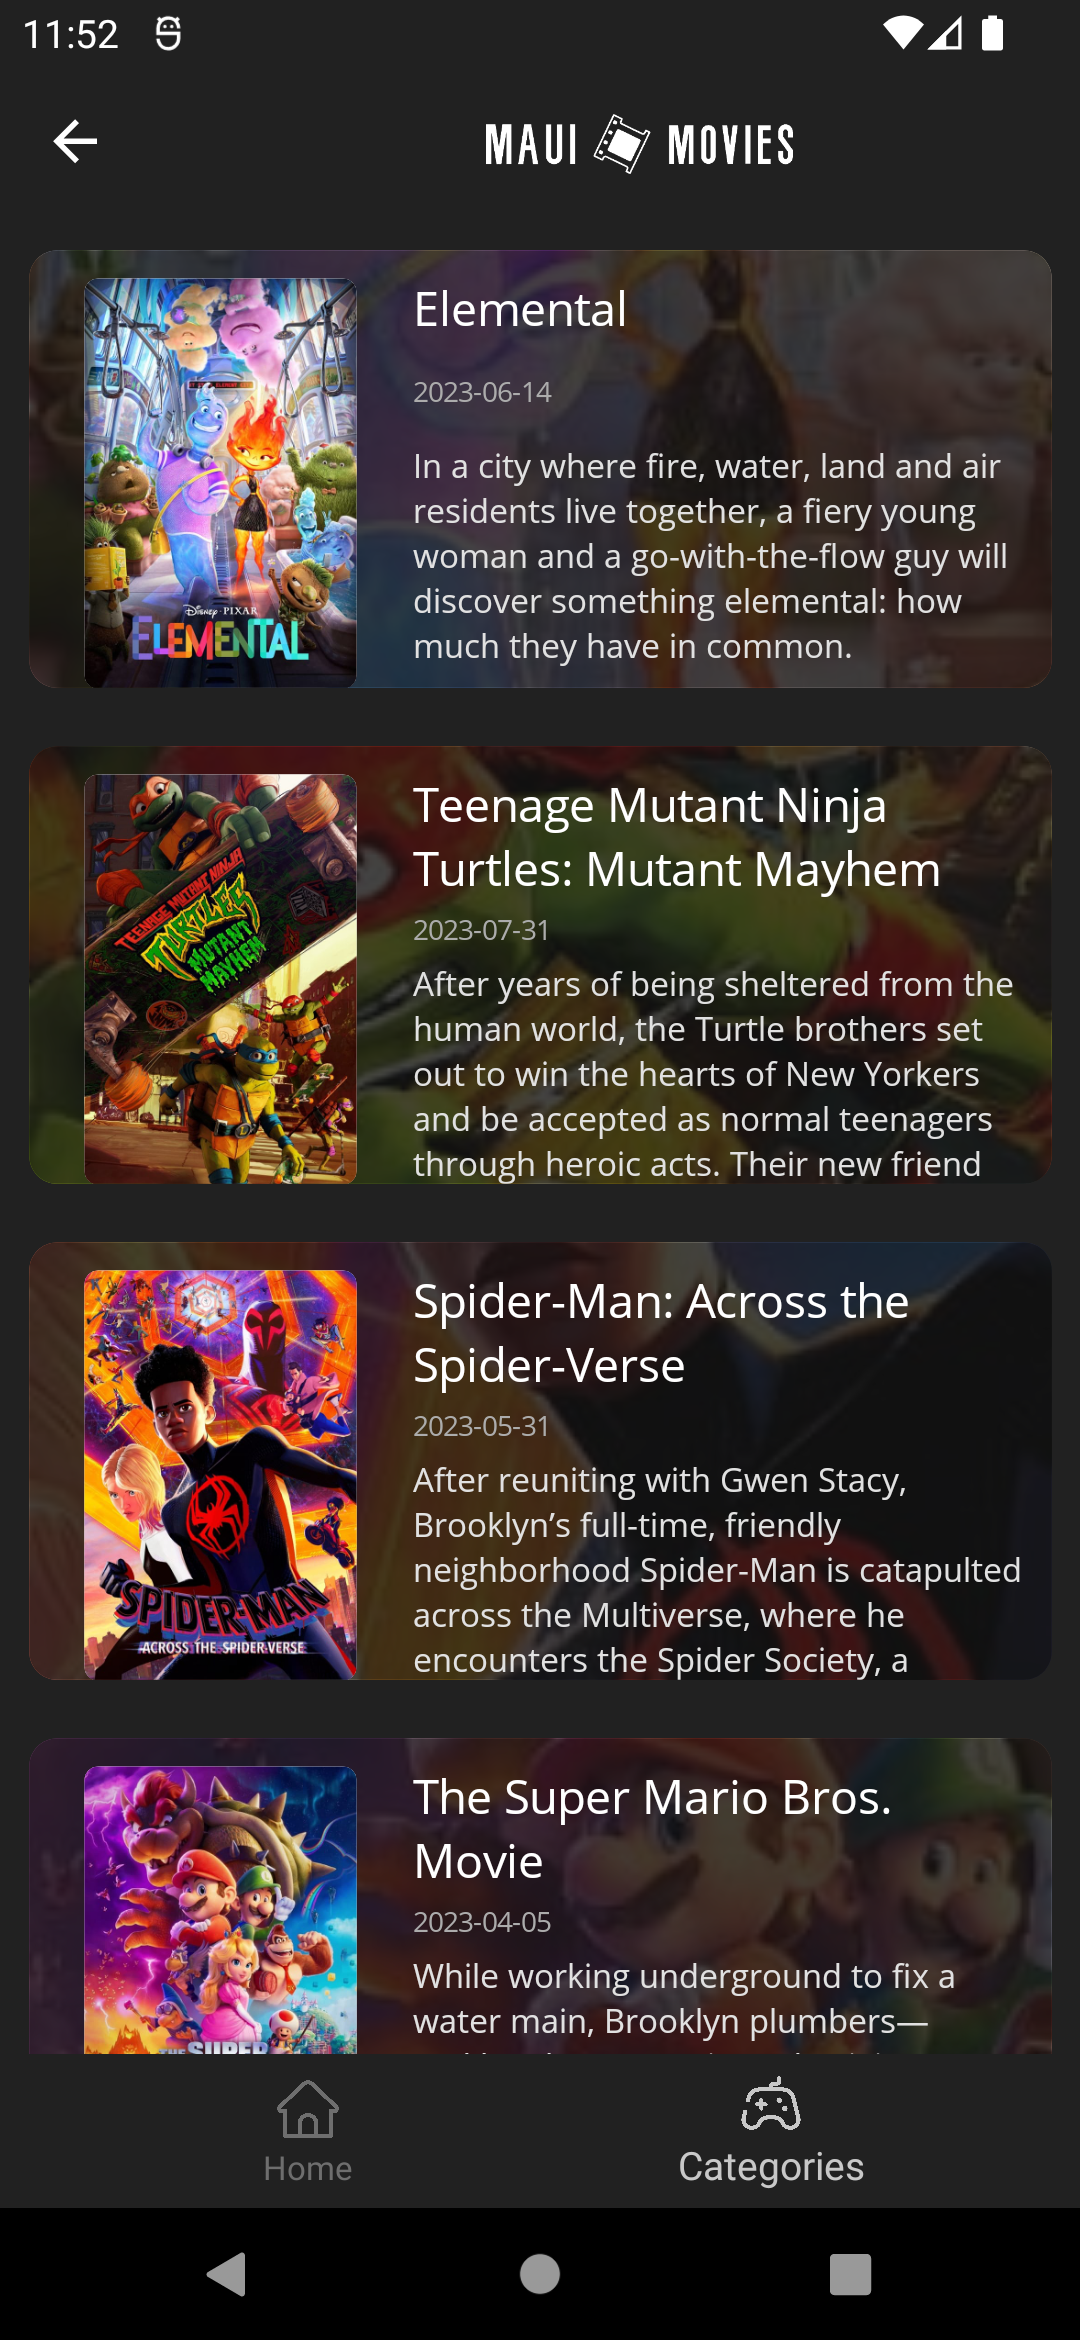 11:52
MAUI MOVIES
Elemental
2023-06-14
In a city where fire, water, land and air
residents live together, a fiery young
woman and a go-with-the-flow guy will
discover something elemental: how
much they have in common.
Disney · PIXAR
ELEMENTAL
Teenage Mutant Ninja
Turtles: Mutant Mayhem
2023-07-31
After years of being sheltered from the
human world, the Turtle brothers set
out to win the hearts of New Yorkers
and be accepted as normal teenagers
through heroic acts. Their new friend
TEENAGE MUTANT NINJA
TURTLES
MUTANT
MAYHEM
Spider-Man: Across the
Spider-Verse
2023-05-31
After reuniting with Gwen Stacy,
Brooklyn’s full-time, friendly
neighborhood Spider-Man is catapulted
across the Multiverse, where he
encounters the Spider Society, a
SPIDER-MAN
ACROSS THE SPIDER-VERSE
The Super Mario Bros.
Movie
2023-04-05
While working underground to fix a
water main, Brooklyn plumbers—
THE SUPER
Home
Categories